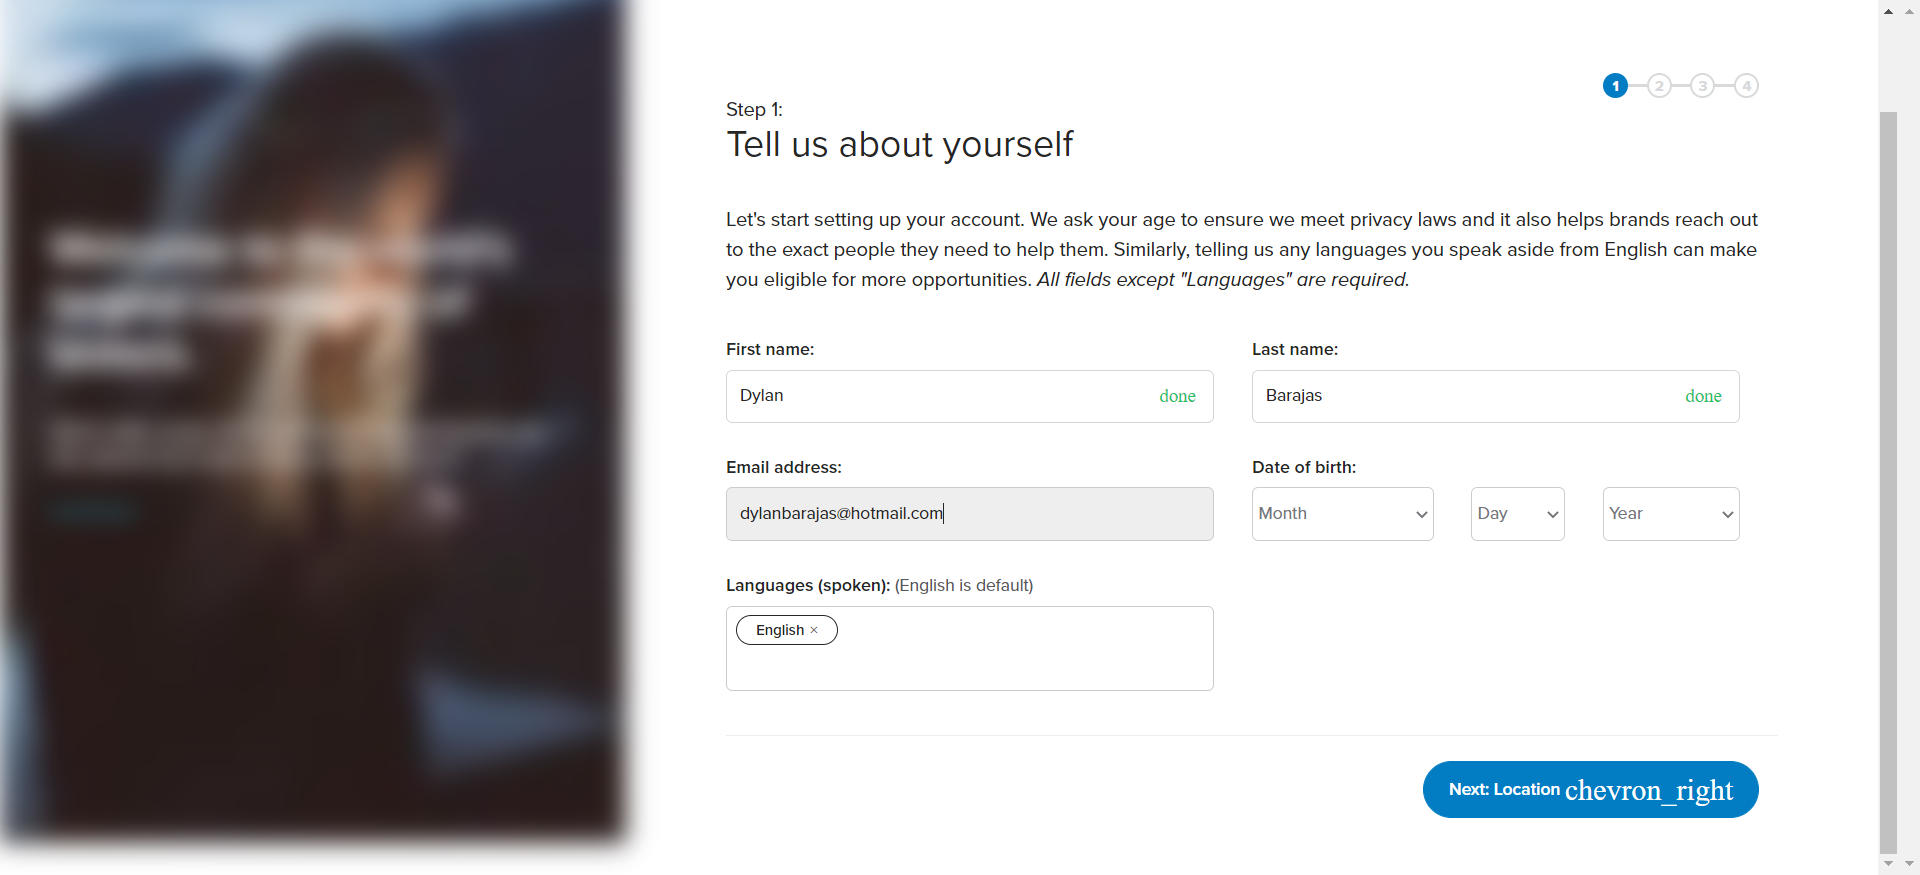 1 2 3 4
Step 1:
Tell us about yourself
Let's start setting up your account. We ask your age to ensure we meet privacy laws and it also helps brands reach out
to the exact people they need to help them. Similarly, telling us any languages you speak aside from English can make
you eligible for more opportunities. All fields except "Languages" are required.
First name: Last name:
Dylan done Barajas done
Email address: Date of birth:
dylanbarajas@hotmail.com Month Day Year
Languages (spoken): (English is default)
English ×
Next: Location chevron_right